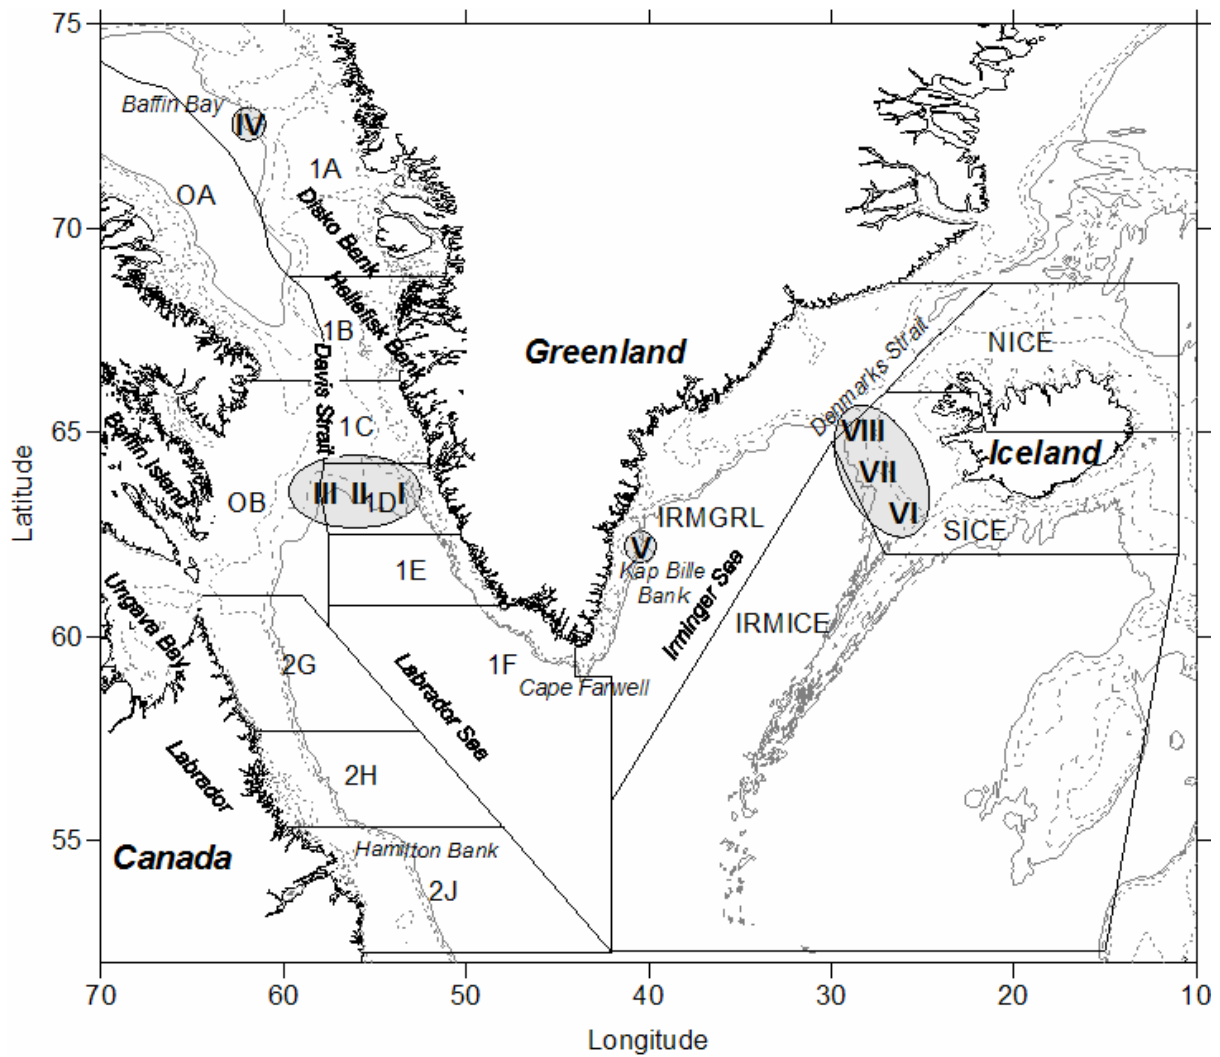 75
Baffin Bay
IV
1A
OA
Disko Bank
70
Hellefisk Bank
1B
Davis Strait
Greenland
Denmarks Strait
NICE
Baffin Island
1C
65
VIII
Iceland
VII
OB
III
II
1D
I
VI
IRMGRL
SICE
V
Kap Bille
Bank
1E
Irminger See
Ungava Bay
IRMICE
60
2G
1F
Cape Farwell
Labrador See
Labrador
2H
55
Canada
Hamilton Bank
2J
Latitude
70
60
50
40
30
20
10
Longitude